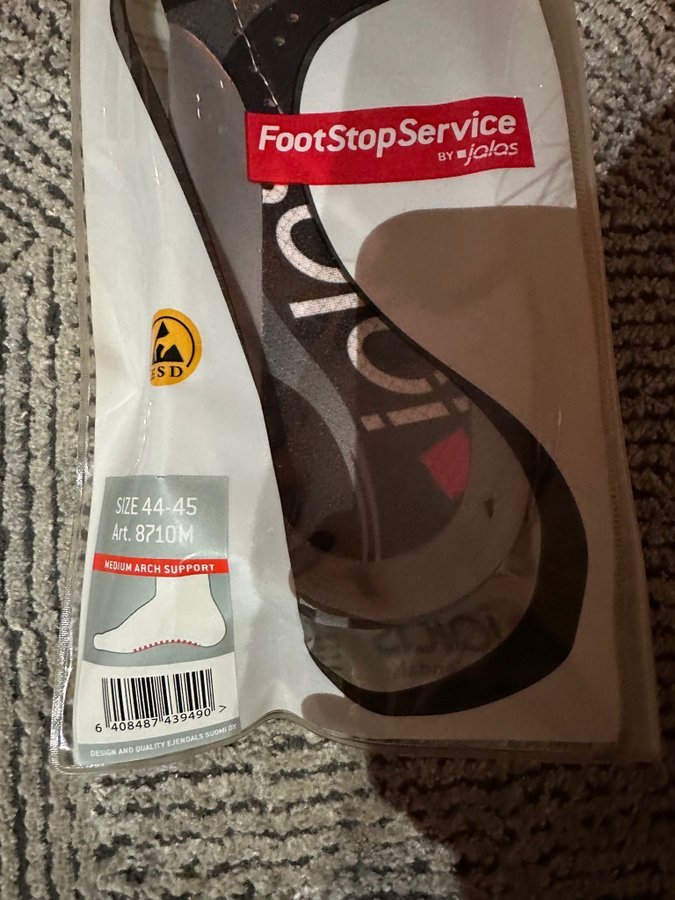 FootStopService
BY jalas
jalas
ESD
SIZE 44-45
Art. 8710M
MEDIUM ARCH SUPPORT
6 408487 439490 >
DESIGN AND QUALITY EJENDALS SUOMI OY